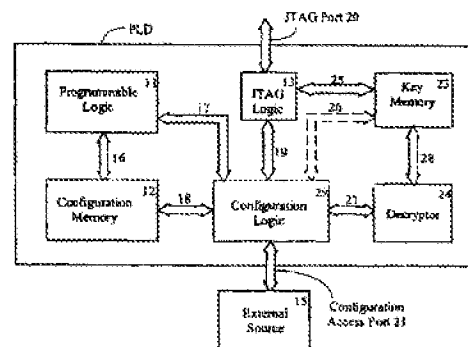 JTAG Port 20
PLD
11
Programmable
Logic
17
13
JTAG
Logic
25
26
23
Key
Memory
16
19
28
12
Configuration
Memory
18
29
Configuration
Logic
21
24
Decryptor
15
External
Source
Configuration
Access Port 23